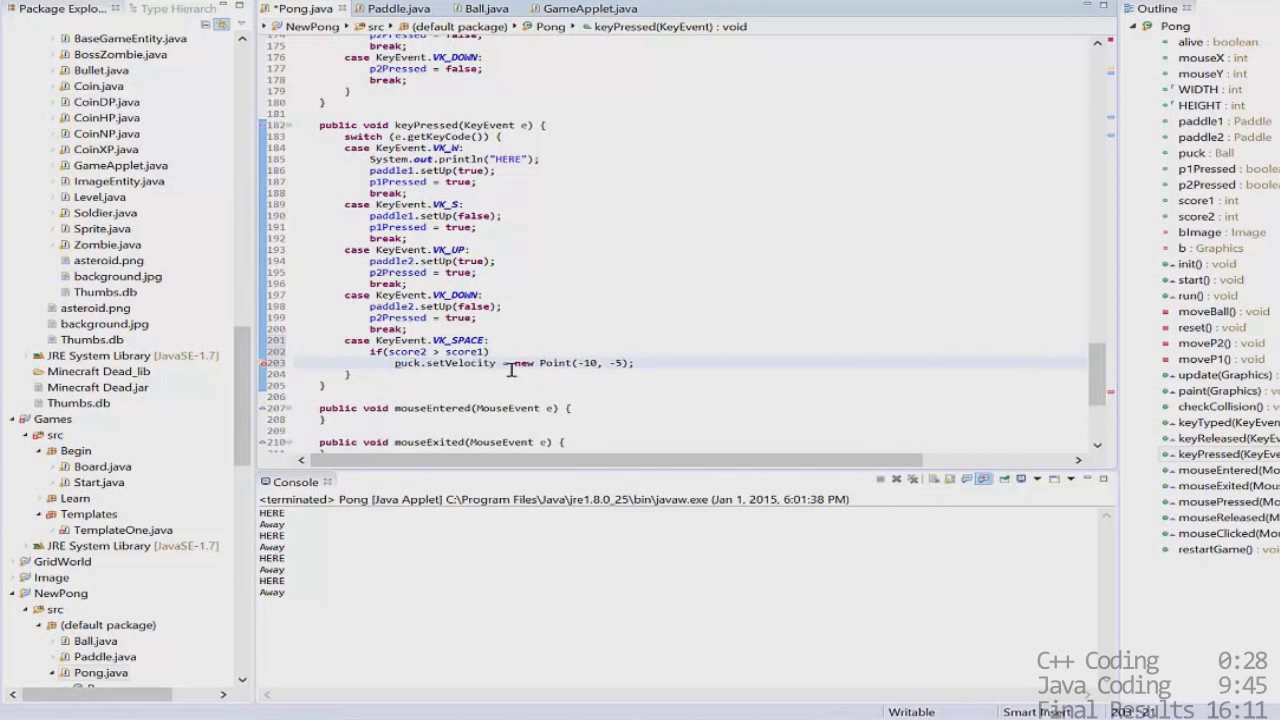 Package Explo...
Type Hierarch
*Pong.java
Paddle.java
Ball.java
GameApplet.java
Outline
NewPong
src
(default package)
Pong
keyPressed(KeyEvent) : void
BaseGameEntity.java
BossZombie.java
Bullet.java
Coin.java
CoinDP.java
CoinHP.java
CoinNP.java
CoinXP.java
GameApplet.java
ImageEntity.java
Level.java
Soldier.java
Sprite.java
Zombie.java
asteroid.png
background.jpg
Thumbs.db
asteroid.png
background.jpg
Thumbs.db
JRE System Library [JavaSE-1.7]
Minecraft Dead_lib
Minecraft Dead.jar
Thumbs.db
Games
src
Begin
Board.java
Start.java
Learn
Templates
TemplateOne.java
JRE System Library [JavaSE-1.7]
GridWorld
Image
NewPong
src
(default package)
Ball.java
Paddle.java
Pong.java
174 p2Pressed = false;
175 break;
176 case KeyEvent.VK_DOWN:
177 p2Pressed = false;
178 break;
179 }
180 }
181
182 public void keyPressed(KeyEvent e) {
183 switch (e.getKeyCode()) {
184 case KeyEvent.VK_W:
185 System.out.println("HERE");
186 paddle1.setUp(true);
187 p1Pressed = true;
188 break;
189 case KeyEvent.VK_S:
190 paddle1.setUp(false);
191 p1Pressed = true;
192 break;
193 case KeyEvent.VK_UP:
194 paddle2.setUp(true);
195 p2Pressed = true;
196 break;
197 case KeyEvent.VK_DOWN:
198 paddle2.setUp(false);
199 p2Pressed = true;
200 break;
201 case KeyEvent.VK_SPACE:
202 if(score2 > score1)
203 puck.setVelocity = new Point(-10, -5);
204 }
205 }
206
207 public void mouseEntered(MouseEvent e) {
208 }
209
210 public void mouseExited(MouseEvent e) {
Console
<terminated> Pong [Java Applet] C:\Program Files\Java\jre1.8.0_25\bin\javaw.exe (Jan 1, 2015, 6:01:38 PM)
HERE
Away
HERE
Away
HERE
Away
HERE
Away
Pong
alive : boolean
mouseX : int
mouseY : int
WIDTH : int
HEIGHT : int
paddle1 : Paddle
paddle2 : Paddle
puck : Ball
p1Pressed : boolean
p2Pressed : boolean
score1 : int
score2 : int
bImage : Image
b : Graphics
init() : void
start() : void
run() : void
moveBall() : void
reset() : void
moveP2() : void
moveP1() : void
update(Graphics) :
paint(Graphics) :
checkCollision() :
keyTyped(KeyEven
keyReleased(KeyE
keyPressed(KeyEve
mouseEntered(Mo
mouseExited(Mou
mousePressed(Mo
mouseReleased(M
mouseClicked(Mou
restartGame() : voi
C++ Coding 0:28
Java Coding 9:45
Final Results 16:11
Writable
Smart Insert